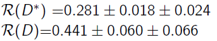 ℛ(D*) =0.281 ± 0.018 ± 0.024
ℛ(D)=0.441 ± 0.060 ± 0.066